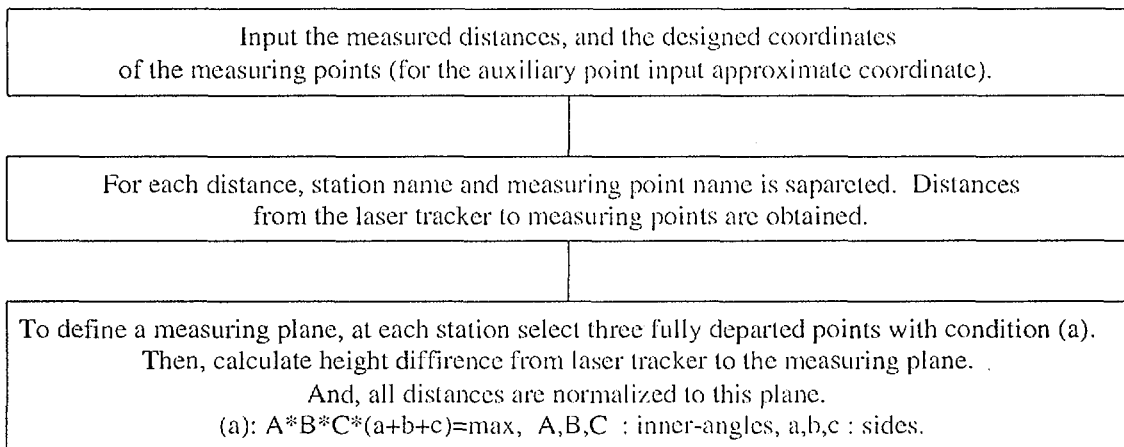 Input the measured distances, and the designed coordinates
of the measuring points (for the auxiliary point input approximate coordinate).
For each distance, station name and measuring point name is sapareted. Distances
from the laser tracker to measuring points are obtained.
To define a measuring plane, at each station select three fully departed points with condition (a).
Then, calculate height diffirence from laser tracker to the measuring plane.
And, all distances are normalized to this plane.
(a): A*B*C*(a+b+c)=max, A,B,C : inner-angles, a,b,c : sides.